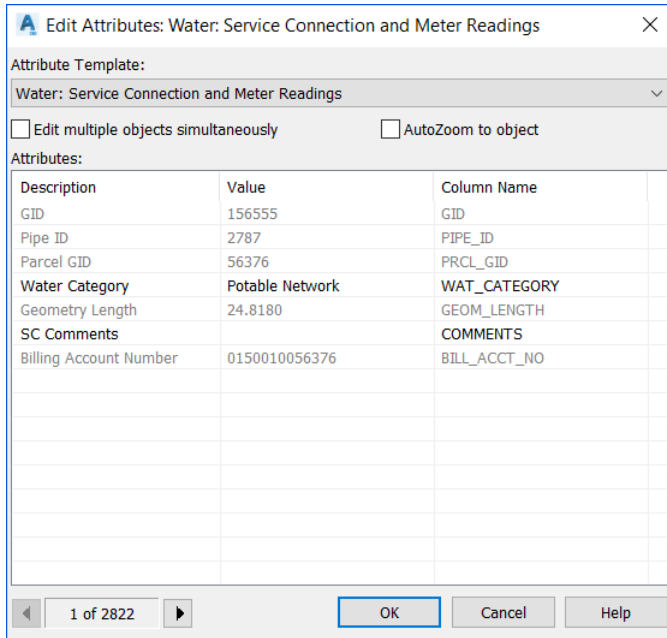 Edit Attributes: Water: Service Connection and Meter Readings
Attribute Template:
Water: Service Connection and Meter Readings
Edit multiple objects simultaneously AutoZoom to object
Attributes:
Description Value Column Name
GID 156555 GID
Pipe ID 2787 PIPE_ID
Parcel GID 56376 PRCL_GID
Water Category Potable Network WAT_CATEGORY
Geometry Length 24.8180 GEOM_LENGTH
SC Comments COMMENTS
Billing Account Number 0150010056376 BILL_ACCT_NO
1 of 2822 OK Cancel Help